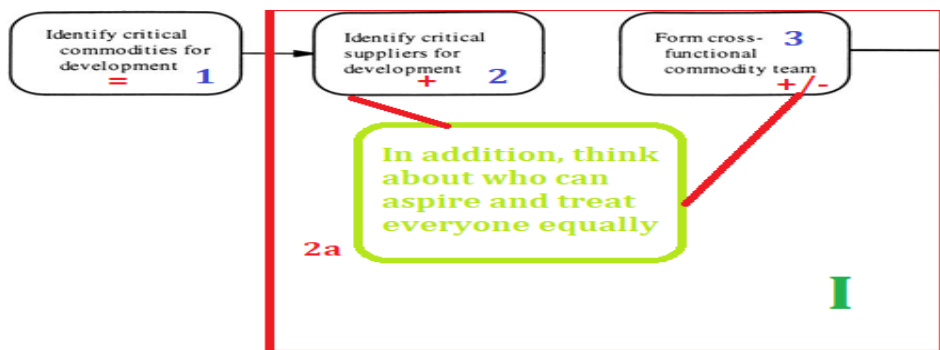 Identify critical
commodities for
development
= 1
Identify critical
suppliers for
development
+ 2
Form cross-
functional
commodity team
3
+/-
In addition, think
about who can
aspire and treat
everyone equally
2a
I